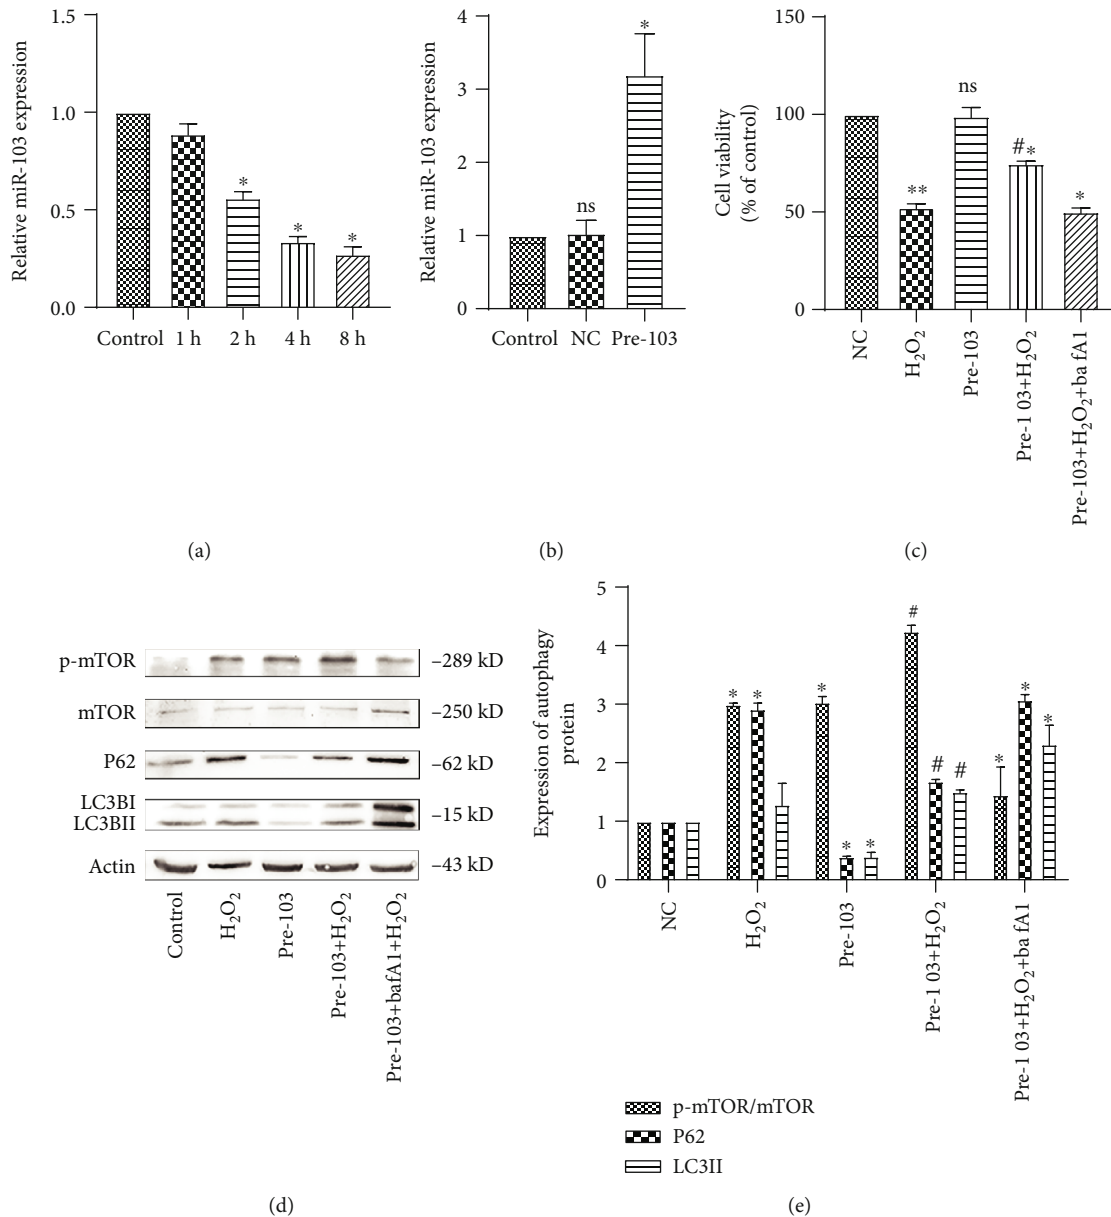 Relative miR-103 expression
1.5
1.0
0.5
0.0
*
*
*
Control 1 h 2 h 4 h 8 h
(a)
Relative miR-103 expression
4
3
2
1
0
ns
*
Control NC Pre-103
(b)
Cell viability
(% of control)
150
100
50
0
**
ns
#*
*
NC
H₂O₂
Pre-103
Pre-1 03+H₂O₂
Pre-103+H₂O₂+ba fA1
(c)
p-mTOR –289 kD
mTOR –250 kD
P62 –62 kD
LC3BI
LC3BII
–15 kD
Actin –43 kD
Control
H₂O₂
Pre-103
Pre-103+H₂O₂
Pre-103+bafA1+H₂O₂
(d)
Expression of autophagy
protein
5
4
3
2
1
0
* *
* * *
# # #
* * *
NC
H₂O₂
Pre-103
Pre-1 03+H₂O₂
Pre-1 03+H₂O₂+ba fA1
p-mTOR/mTOR
P62
LC3II
(e)